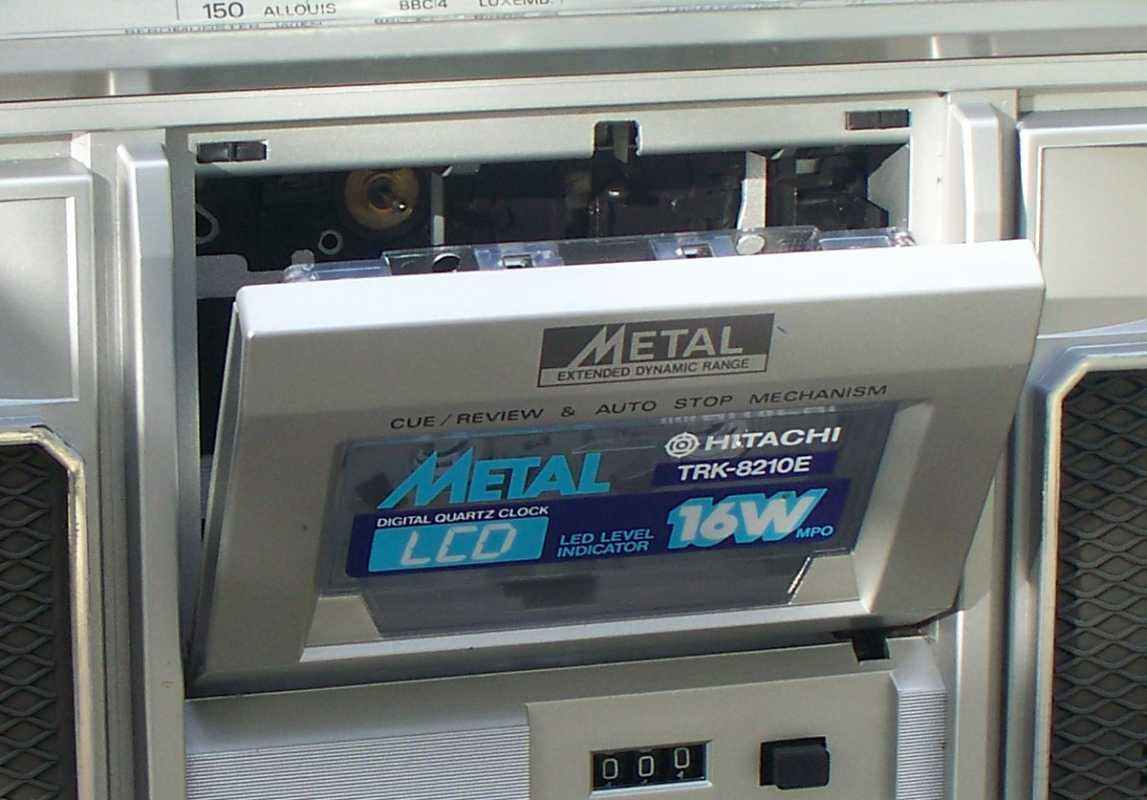 150 ALLOUIS BBC4 LUXEMB.
METAL
EXTENDED DYNAMIC RANGE
CUE/REVIEW & AUTO STOP MECHANISM
HITACHI
METAL
TRK-8210E
DIGITAL QUARTZ CLOCK
LCD
LED LEVEL
INDICATOR
16W
MPO
000